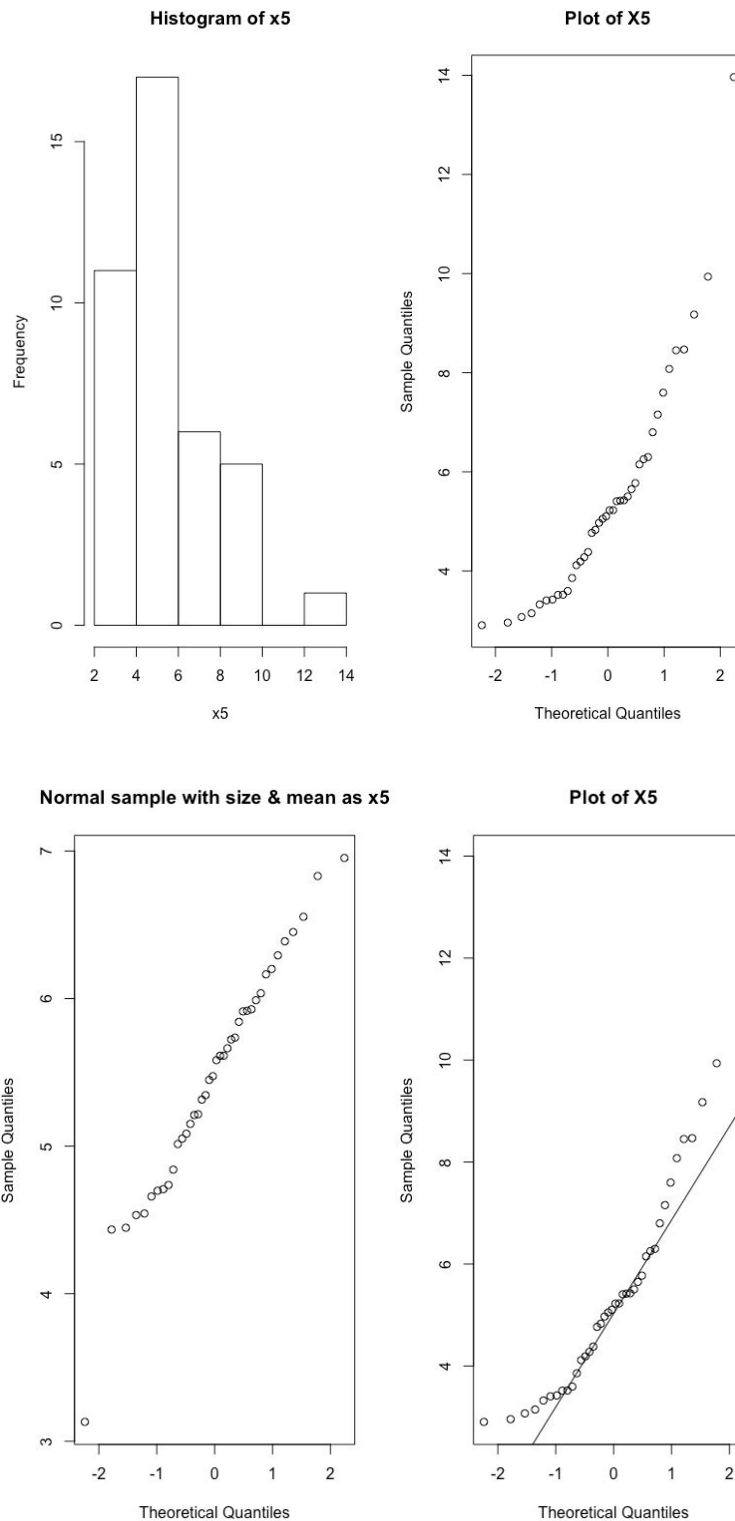 Histogram of x5
Frequency
0
5
10
15
2 4 6 8 10 12 14
x5
Plot of X5
Sample Quantiles
4
6
8
10
12
14
-2 -1 0 1 2
Theoretical Quantiles
Normal sample with size & mean as x5
Sample Quantiles
3
4
5
6
7
-2 -1 0 1 2
Theoretical Quantiles
Plot of X5
Sample Quantiles
4
6
8
10
12
14
-2 -1 0 1 2
Theoretical Quantiles